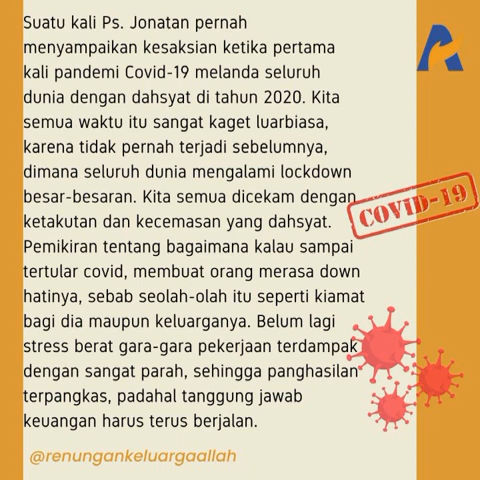 Suatu kali Ps. Jonatan pernah
menyampaikan kesaksian ketika pertama
kali pandemi Covid-19 melanda seluruh
dunia dengan dahsyat di tahun 2020. Kita
semua waktu itu sangat kaget luarbiasa,
karena tidak pernah terjadi sebelumnya,
dimana seluruh dunia mengalami lockdown
besar-besaran. Kita semua dicekam dengan
ketakutan dan kecemasan yang dahsyat.
Pemikiran tentang bagaimana kalau sampai
tertular covid, membuat orang merasa down
hatinya, sebab seolah-olah itu seperti kiamat
bagi dia maupun keluarganya. Belum lagi
stress berat gara-gara pekerjaan terdampak
dengan sangat parah, sehingga panghasilan
terpangkas, padahal tanggung jawab
keuangan harus terus berjalan.
@renungankeluargaallah
COVID-19